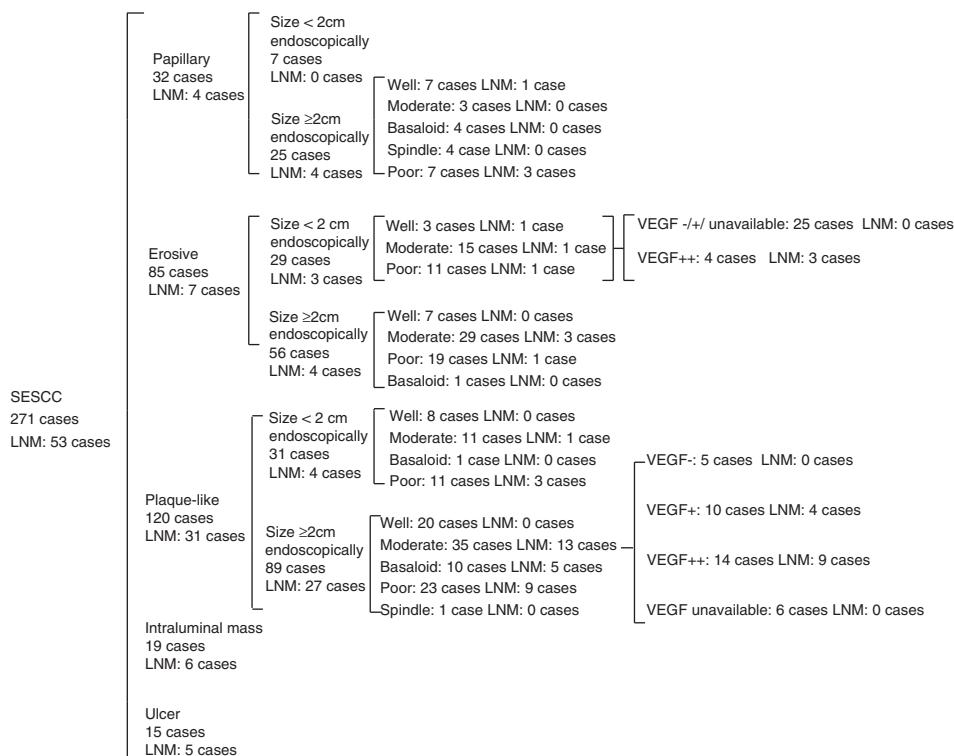 SESCC
271 cases
LNM: 53 cases
Papillary
32 cases
LNM: 4 cases
Size < 2cm
endoscopically
7 cases
LNM: 0 cases
Size ≥2cm
endoscopically
25 cases
LNM: 4 cases
Well: 7 cases LNM: 1 case
Moderate: 3 cases LNM: 0 cases
Basaloid: 4 cases LNM: 0 cases
Spindle: 4 case LNM: 0 cases
Poor: 7 cases LNM: 3 cases
Erosive
85 cases
LNM: 7 cases
Size < 2 cm
endoscopically
29 cases
LNM: 3 cases
Well: 3 cases LNM: 1 case
Moderate: 15 cases LNM: 1 case
Poor: 11 cases LNM: 1 case
VEGF -/+/ unavailable: 25 cases LNM: 0 cases
VEGF++: 4 cases LNM: 3 cases
Size ≥2cm
endoscopically
56 cases
LNM: 4 cases
Well: 7 cases LNM: 0 cases
Moderate: 29 cases LNM: 3 cases
Poor: 19 cases LNM: 1 case
Basaloid: 1 cases LNM: 0 cases
Plaque-like
120 cases
LNM: 31 cases
Size < 2 cm
endoscopically
31 cases
LNM: 4 cases
Well: 8 cases LNM: 0 cases
Moderate: 11 cases LNM: 1 case
Basaloid: 1 case LNM: 0 cases
Poor: 11 cases LNM: 3 cases
Size ≥2cm
endoscopically
89 cases
LNM: 27 cases
Well: 20 cases LNM: 0 cases
Moderate: 35 cases LNM: 13 cases
Basaloid: 10 cases LNM: 5 cases
Poor: 23 cases LNM: 9 cases
Spindle: 1 case LNM: 0 cases
VEGF-: 5 cases LNM: 0 cases
VEGF+: 10 cases LNM: 4 cases
VEGF++: 14 cases LNM: 9 cases
VEGF unavailable: 6 cases LNM: 0 cases
Intraluminal mass
19 cases
LNM: 6 cases
Ulcer
15 cases
LNM: 5 cases